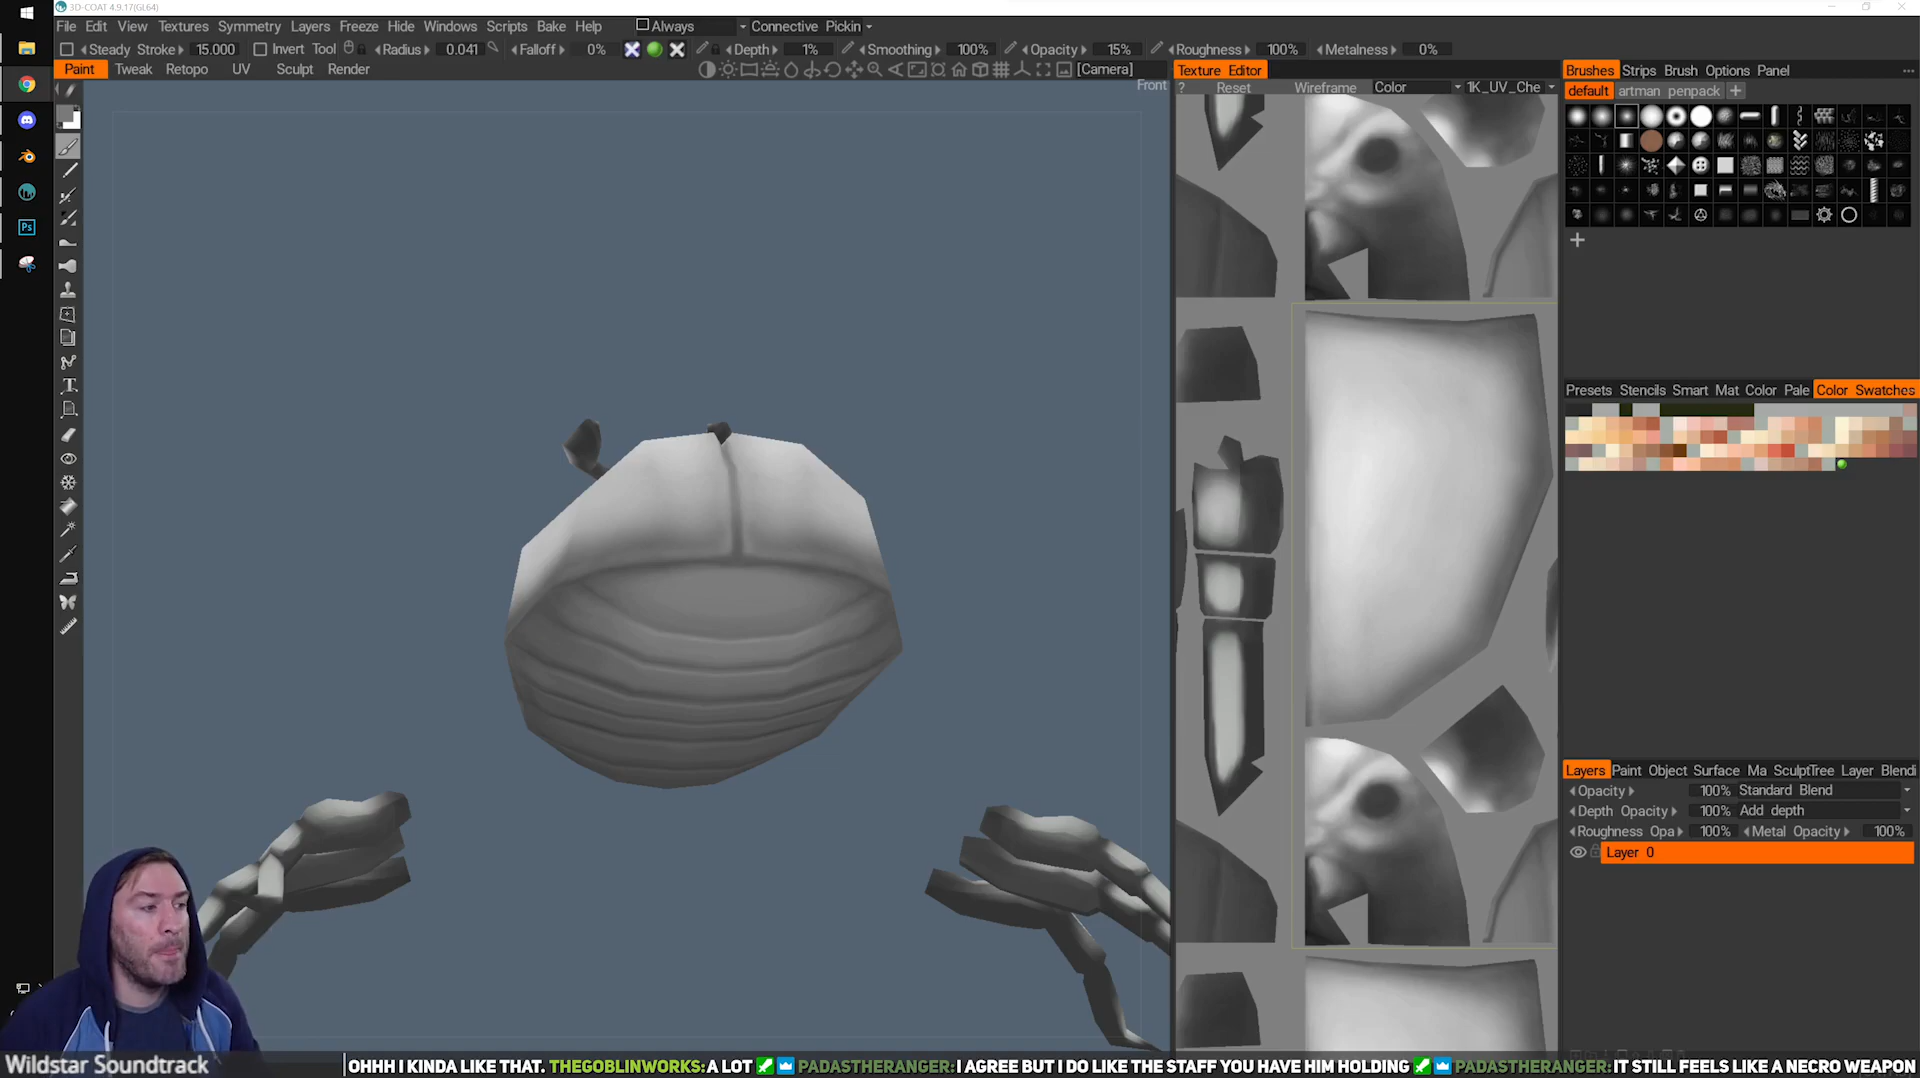 3D-COAT 4.9.17(GL64)
File Edit View Textures Symmetry Layers Freeze Hide Windows Scripts Bake Help Always Connective Pickin
Steady Stroke 15.000 Invert Tool Radius 0.041 Falloff 0% Depth 1% Smoothing 100% Opacity 15% Roughness 100% Metalness 0%
Paint Tweak Retopo UV Sculpt Render [Camera]
Front
Texture Editor
? Reset Wireframe Color 1K_UV_Che
Brushes Strips Brush Options Panel
default artman penpack +
Presets Stencils Smart Mat Color Pale Color Swatches
Layers Paint Object Surface Ma SculptTree Layer Blendi
Opacity 100% Standard Blend
Depth Opacity 100% Add depth
Roughness Opa 100% Metal Opacity 100%
Layer 0
Ps
Wildstar Soundtrack
OHHH I KINDA LIKE THAT. THEGOBLINWORKS: A LOT PADASTHERANGER: I AGREE BUT I DO LIKE THE STAFF YOU HAVE HIM HOLDING PADASTHERANGER: IT STILL FEELS LIKE A NECRO WEAPON